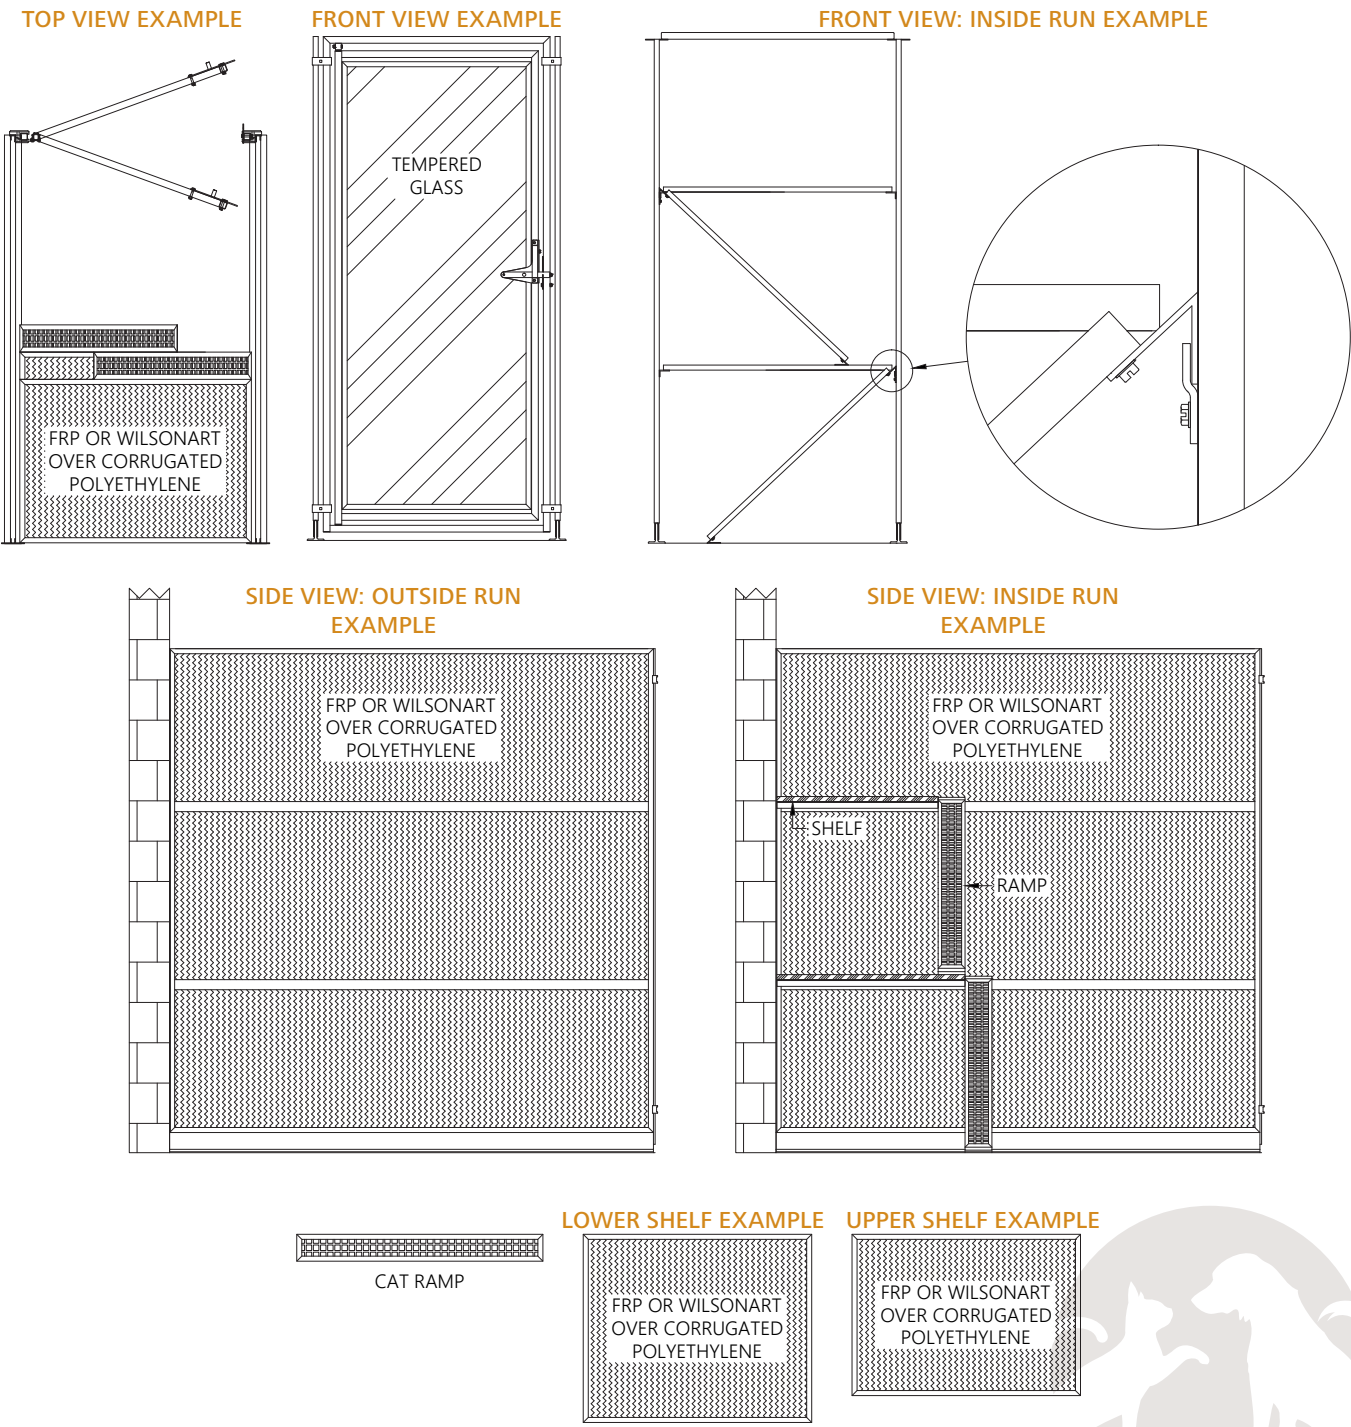 TOP VIEW EXAMPLE
FRONT VIEW EXAMPLE
FRONT VIEW: INSIDE RUN EXAMPLE
TEMPERED
GLASS
FRP OR WILSONART
OVER CORRUGATED
POLYETHYLENE
SIDE VIEW: OUTSIDE RUN
EXAMPLE
FRP OR WILSONART
OVER CORRUGATED
POLYETHYLENE
SIDE VIEW: INSIDE RUN
EXAMPLE
FRP OR WILSONART
OVER CORRUGATED
POLYETHYLENE
SHELF
RAMP
CAT RAMP
LOWER SHELF EXAMPLE
FRP OR WILSONART
OVER CORRUGATED
POLYETHYLENE
UPPER SHELF EXAMPLE
FRP OR WILSONART
OVER CORRUGATED
POLYETHYLENE